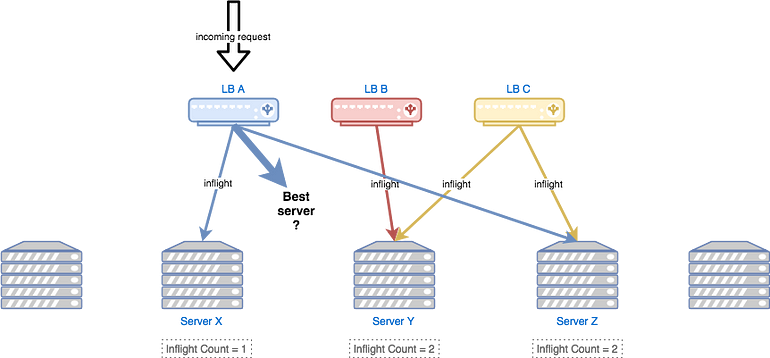 incoming request
LB A
LB B
LB C
inflight
inflight
inflight
inflight
Best
server
?
Server X
Server Y
Server Z
Inflight Count = 1
Inflight Count = 2
Inflight Count = 2